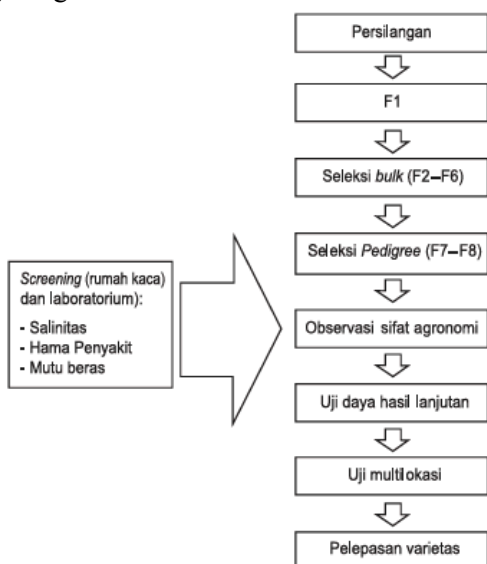 Persilangan
F1
Seleksi bulk (F2–F6)
Seleksi Pedigree (F7–F8)
Screening (rumah kaca)
dan laboratorium):
- Salinitas
- Hama Penyakit
- Mutu beras
Observasi sifat agronomi
Uji daya hasil lanjutan
Uji multilokasi
Pelepasan varietas